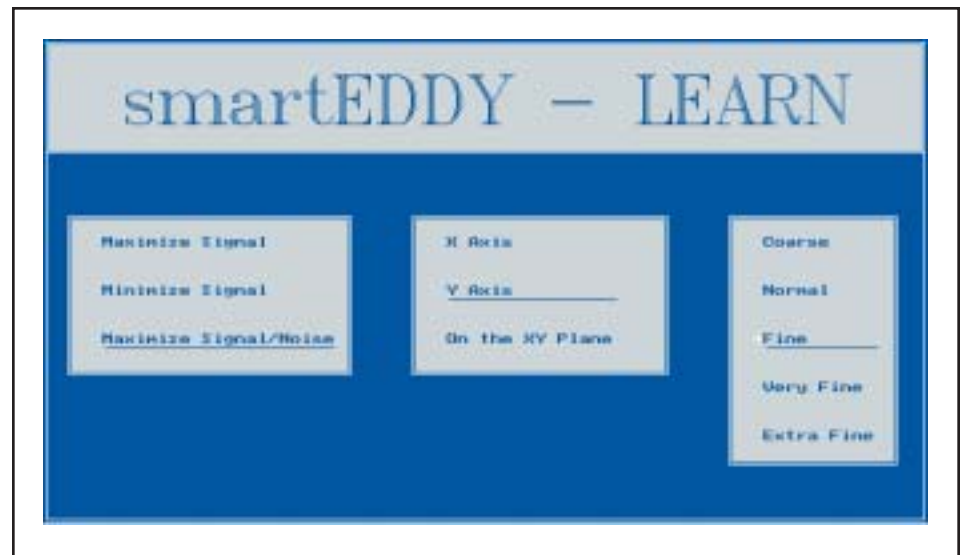 smartEDDY – LEARN
Maximize Signal
Minimize Signal
Maximize Signal/Noise
X Axis
Y Axis
On the XY Plane
Coarse
Normal
Fine
Very Fine
Extra Fine